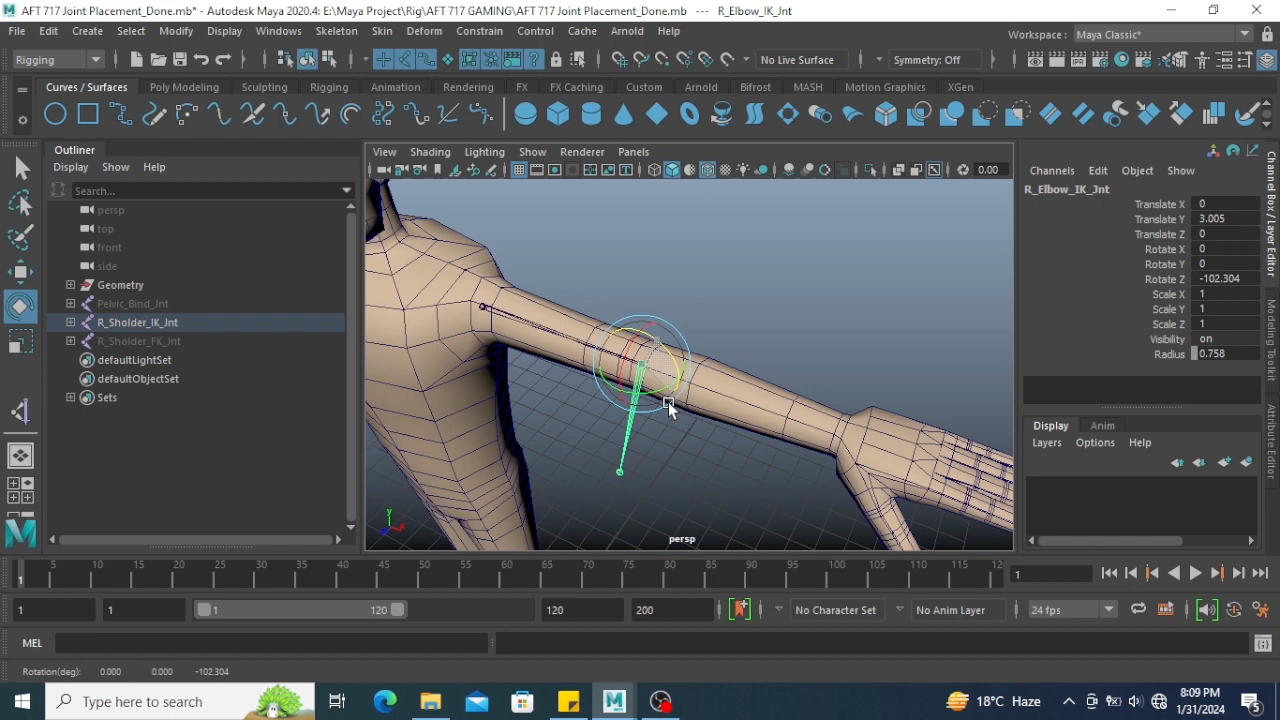 AFT 717 Joint Placement_Done.mb* - Autodesk Maya 2020.4: E:\Maya Project\Rig\AFT 717 GAMING\AFT 717 Joint Placement_Done.mb --- R_Elbow_IK_Jnt
File Edit Create Select Modify Display Windows Skeleton Skin Deform Constrain Control Cache Arnold Help
Workspace : Maya Classic*
Rigging
No Live Surface
Symmetry: Off
Curves / Surfaces Poly Modeling Sculpting Rigging Animation Rendering FX FX Caching Custom Arnold Bifrost MASH Motion Graphics XGen
Outliner
Display Show Help
Search...
persp
top
front
side
Geometry
Pelvic_Bind_Jnt
R_Sholder_IK_Jnt
R_Sholder_FK_Jnt
defaultLightSet
defaultObjectSet
Sets
View Shading Lighting Show Renderer Panels
0.00
persp
Channels Edit Object Show
R_Elbow_IK_Jnt
Translate X 0
Translate Y 3.005
Translate Z 0
Rotate X 0
Rotate Y 0
Rotate Z -102.304
Scale X 1
Scale Y 1
Scale Z 1
Visibility on
Radius 0.758
Display Anim
Layers Options Help
Channel Box / Layer Editor
Modeling Toolkit
Attribute Editor
1
5 10 15 20 25 30 35 40 45 50 55 60 65 70 75 80 85 90 95 100 105 110 115 12
1
1 1 1 120 120 200 No Character Set No Anim Layer 24 fps
MEL
Rotation(deg): 0.000 0.000 -102.304
Type here to search
18°C Haze
8:09 PM
1/31/2024
5